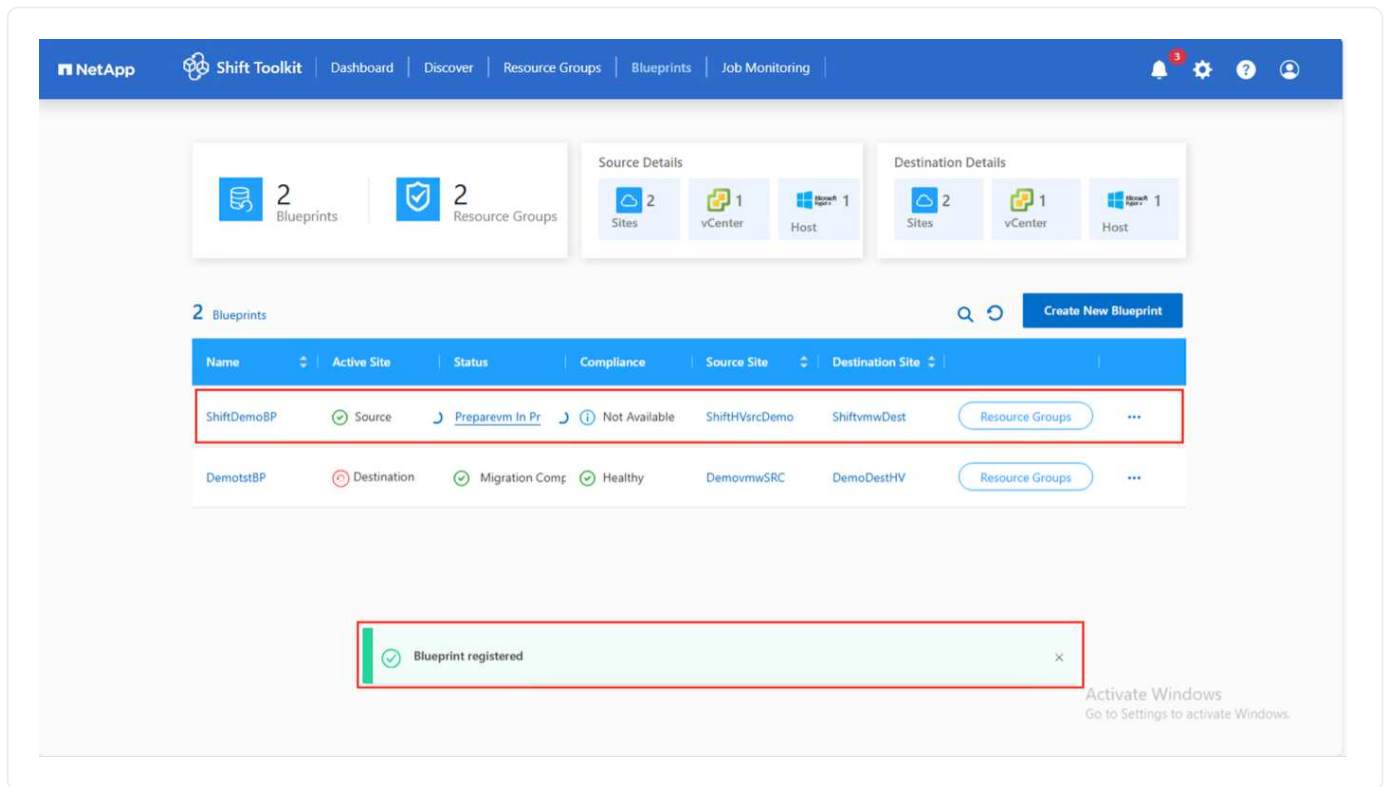 NetApp Shift Toolkit Dashboard Discover Resource Groups Blueprints Job Monitoring 3 ?
Source Details Destination Details
2 Blueprints 2 Resource Groups 2 Sites 1 vCenter Microsoft Hyper-v 1 Host 2 Sites 1 vCenter Microsoft Hyper-v 1 Host
2 Blueprints Create New Blueprint
Name Active Site Status Compliance Source Site Destination Site
ShiftDemoBP Source Preparevm In Pr Not Available ShiftHVsrcDemo ShiftvmwDest Resource Groups ...
DemotstBP Destination Migration Comp Healthy DemovmwSRC DemoDestHV Resource Groups ...
Blueprint registered
Activate Windows
Go to Settings to activate Windows.